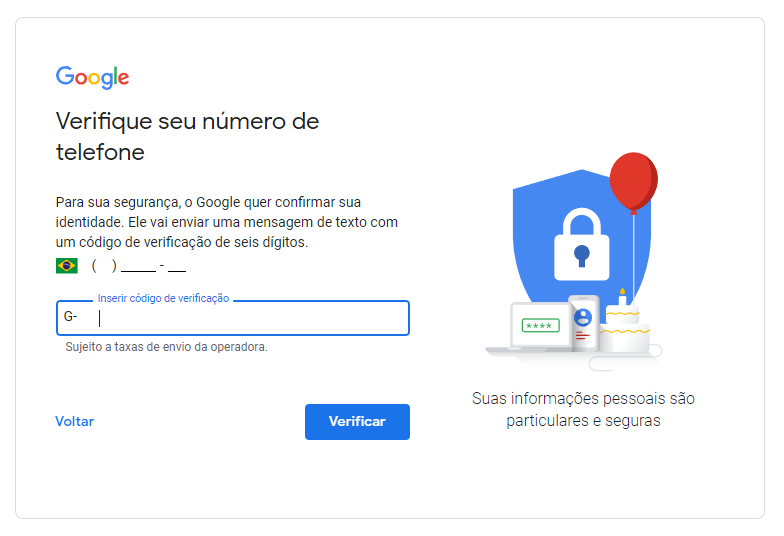 Google
Verifique seu número de
telefone
Para sua segurança, o Google quer confirmar sua
identidade. Ele vai enviar uma mensagem de texto com
um código de verificação de seis dígitos.
( ) _____ - __
Inserir código de verificação
G-
Sujeito a taxas de envio da operadora.
Voltar
Verificar
****
Suas informações pessoais são
particulares e seguras